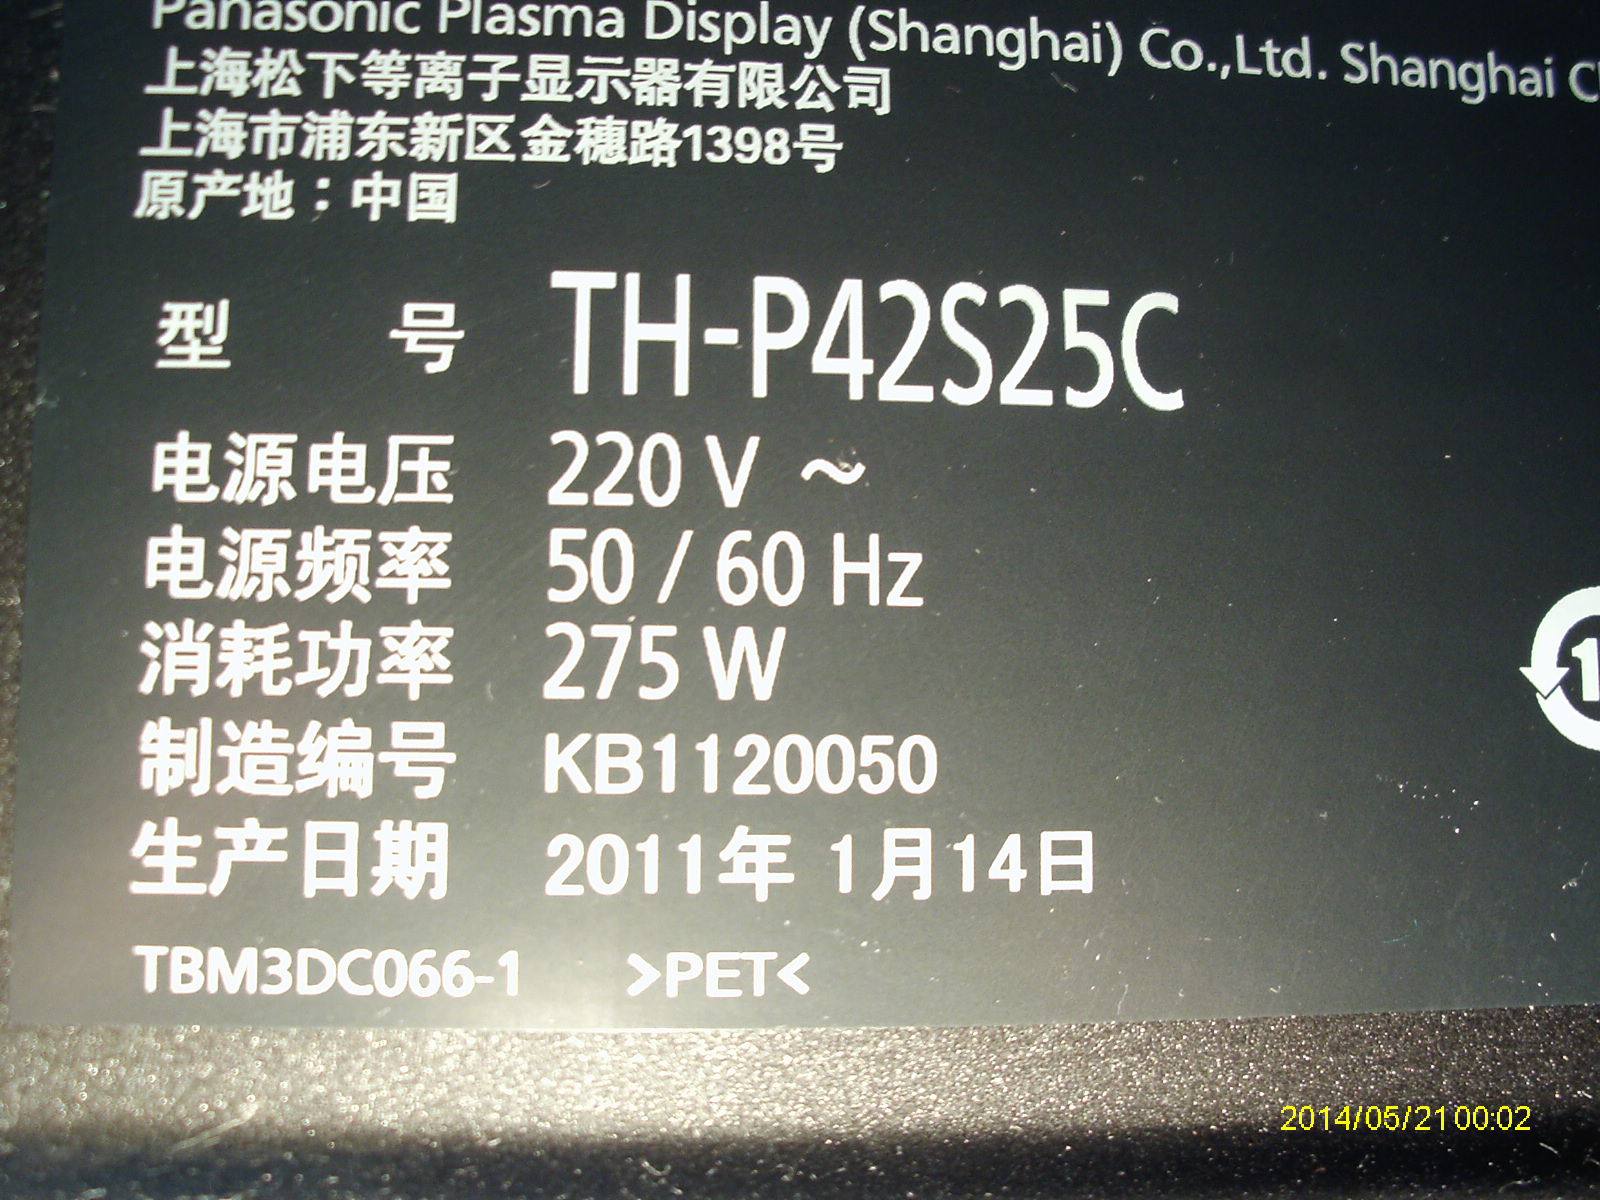 Panasonic Plasma Display (Shanghai) Co.,Ltd. Shanghai
上海松下等离子显示器有限公司
上海市浦东新区金穗路1398号
原产地：中国
型 号 TH-P42S25C
电源电压 220 V ～
电源频率 50 / 60 Hz
消耗功率 275 W
制造编号 KB1120050
生产日期 2011年 1月14日
TBM3DC066-1 >PET<
1
2014/05/21 00:02